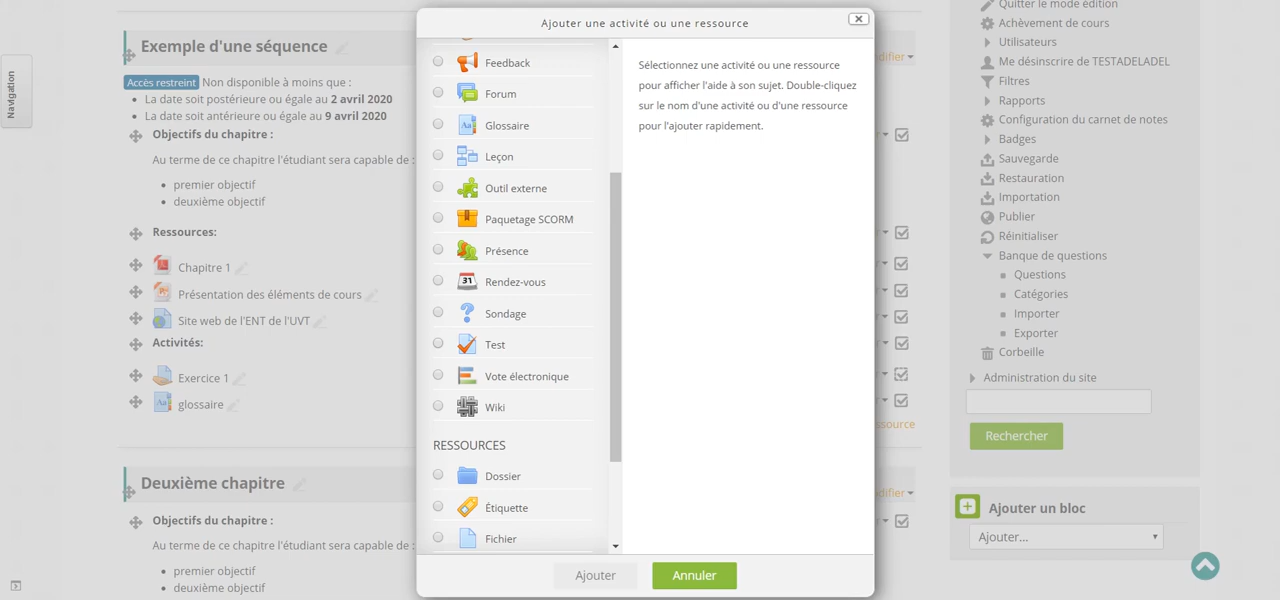 Navigation
Exemple d'une séquence
Accès restreint Non disponible à moins que :
La date soit postérieure ou égale au 2 avril 2020
La date soit antérieure ou égale au 9 avril 2020
Objectifs du chapitre :
Au terme de ce chapitre l'étudiant sera capable de :
premier objectif
deuxième objectif
Ressources:
Chapitre 1
Présentation des éléments de cours
Site web de l'ENT de l'UVT
Activités:
Exercice 1
glossaire
Deuxième chapitre
Objectifs du chapitre :
Au terme de ce chapitre l'étudiant sera capable de :
premier objectif
deuxième objectif
Ajouter une activité ou une ressource
Feedback
Forum
Glossaire
Leçon
Outil externe
Paquetage SCORM
Présence
31
Rendez-vous
Sondage
Test
Vote électronique
Wiki
RESSOURCES
Dossier
Étiquette
Fichier
Sélectionnez une activité ou une ressource
pour afficher l'aide à son sujet. Double-cliquez
sur le nom d'une activité ou d'une ressource
pour l'ajouter rapidement.
Ajouter
Annuler
Quitter le mode édition
Achèvement de cours
Utilisateurs
Me désinscrire de TESTADELADEL
Filtres
Rapports
Configuration du carnet de notes
Badges
Sauvegarde
Restauration
Importation
Publier
Réinitialiser
Banque de questions
Questions
Catégories
Importer
Exporter
Corbeille
Administration du site
Rechercher
Ajouter un bloc
Ajouter...